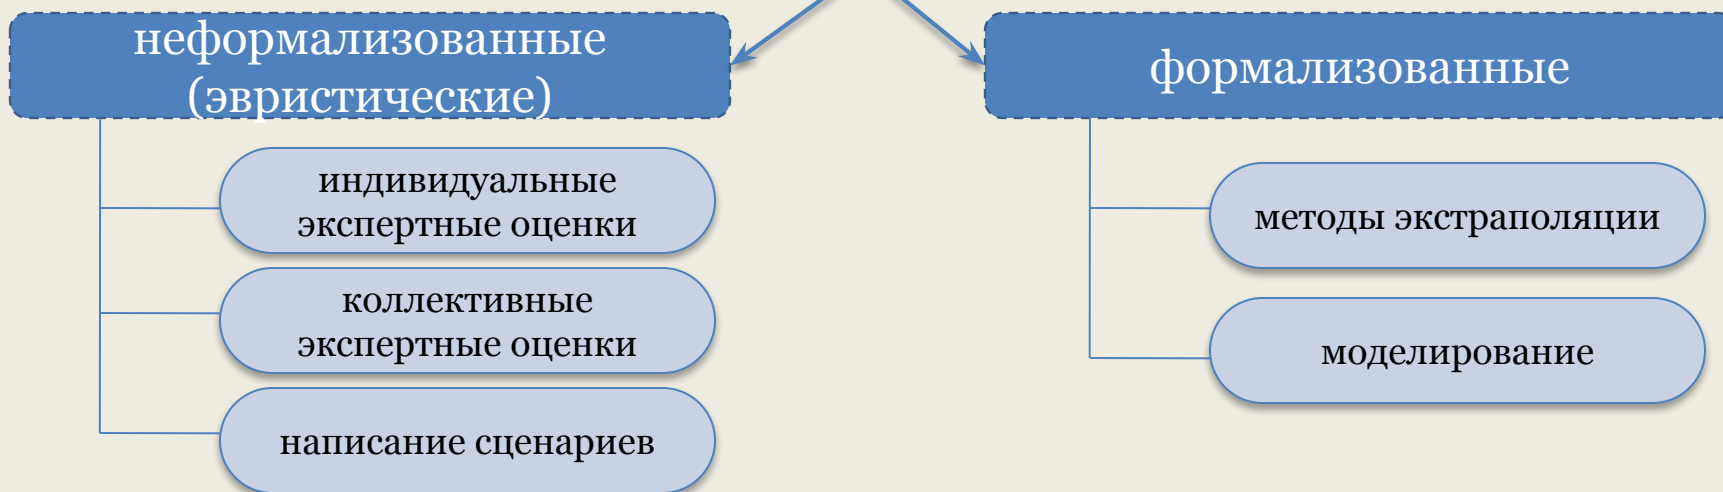 неформализованные
(эвристические)
индивидуальные
экспертные оценки
коллективные
экспертные оценки
написание сценариев
формализованные
методы экстраполяции
моделирование